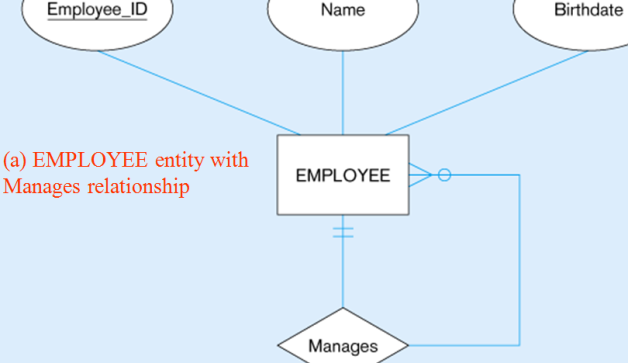 Employee_ID
Name
Birthdate
(a) EMPLOYEE entity with
Manages relationship
EMPLOYEE
Manages